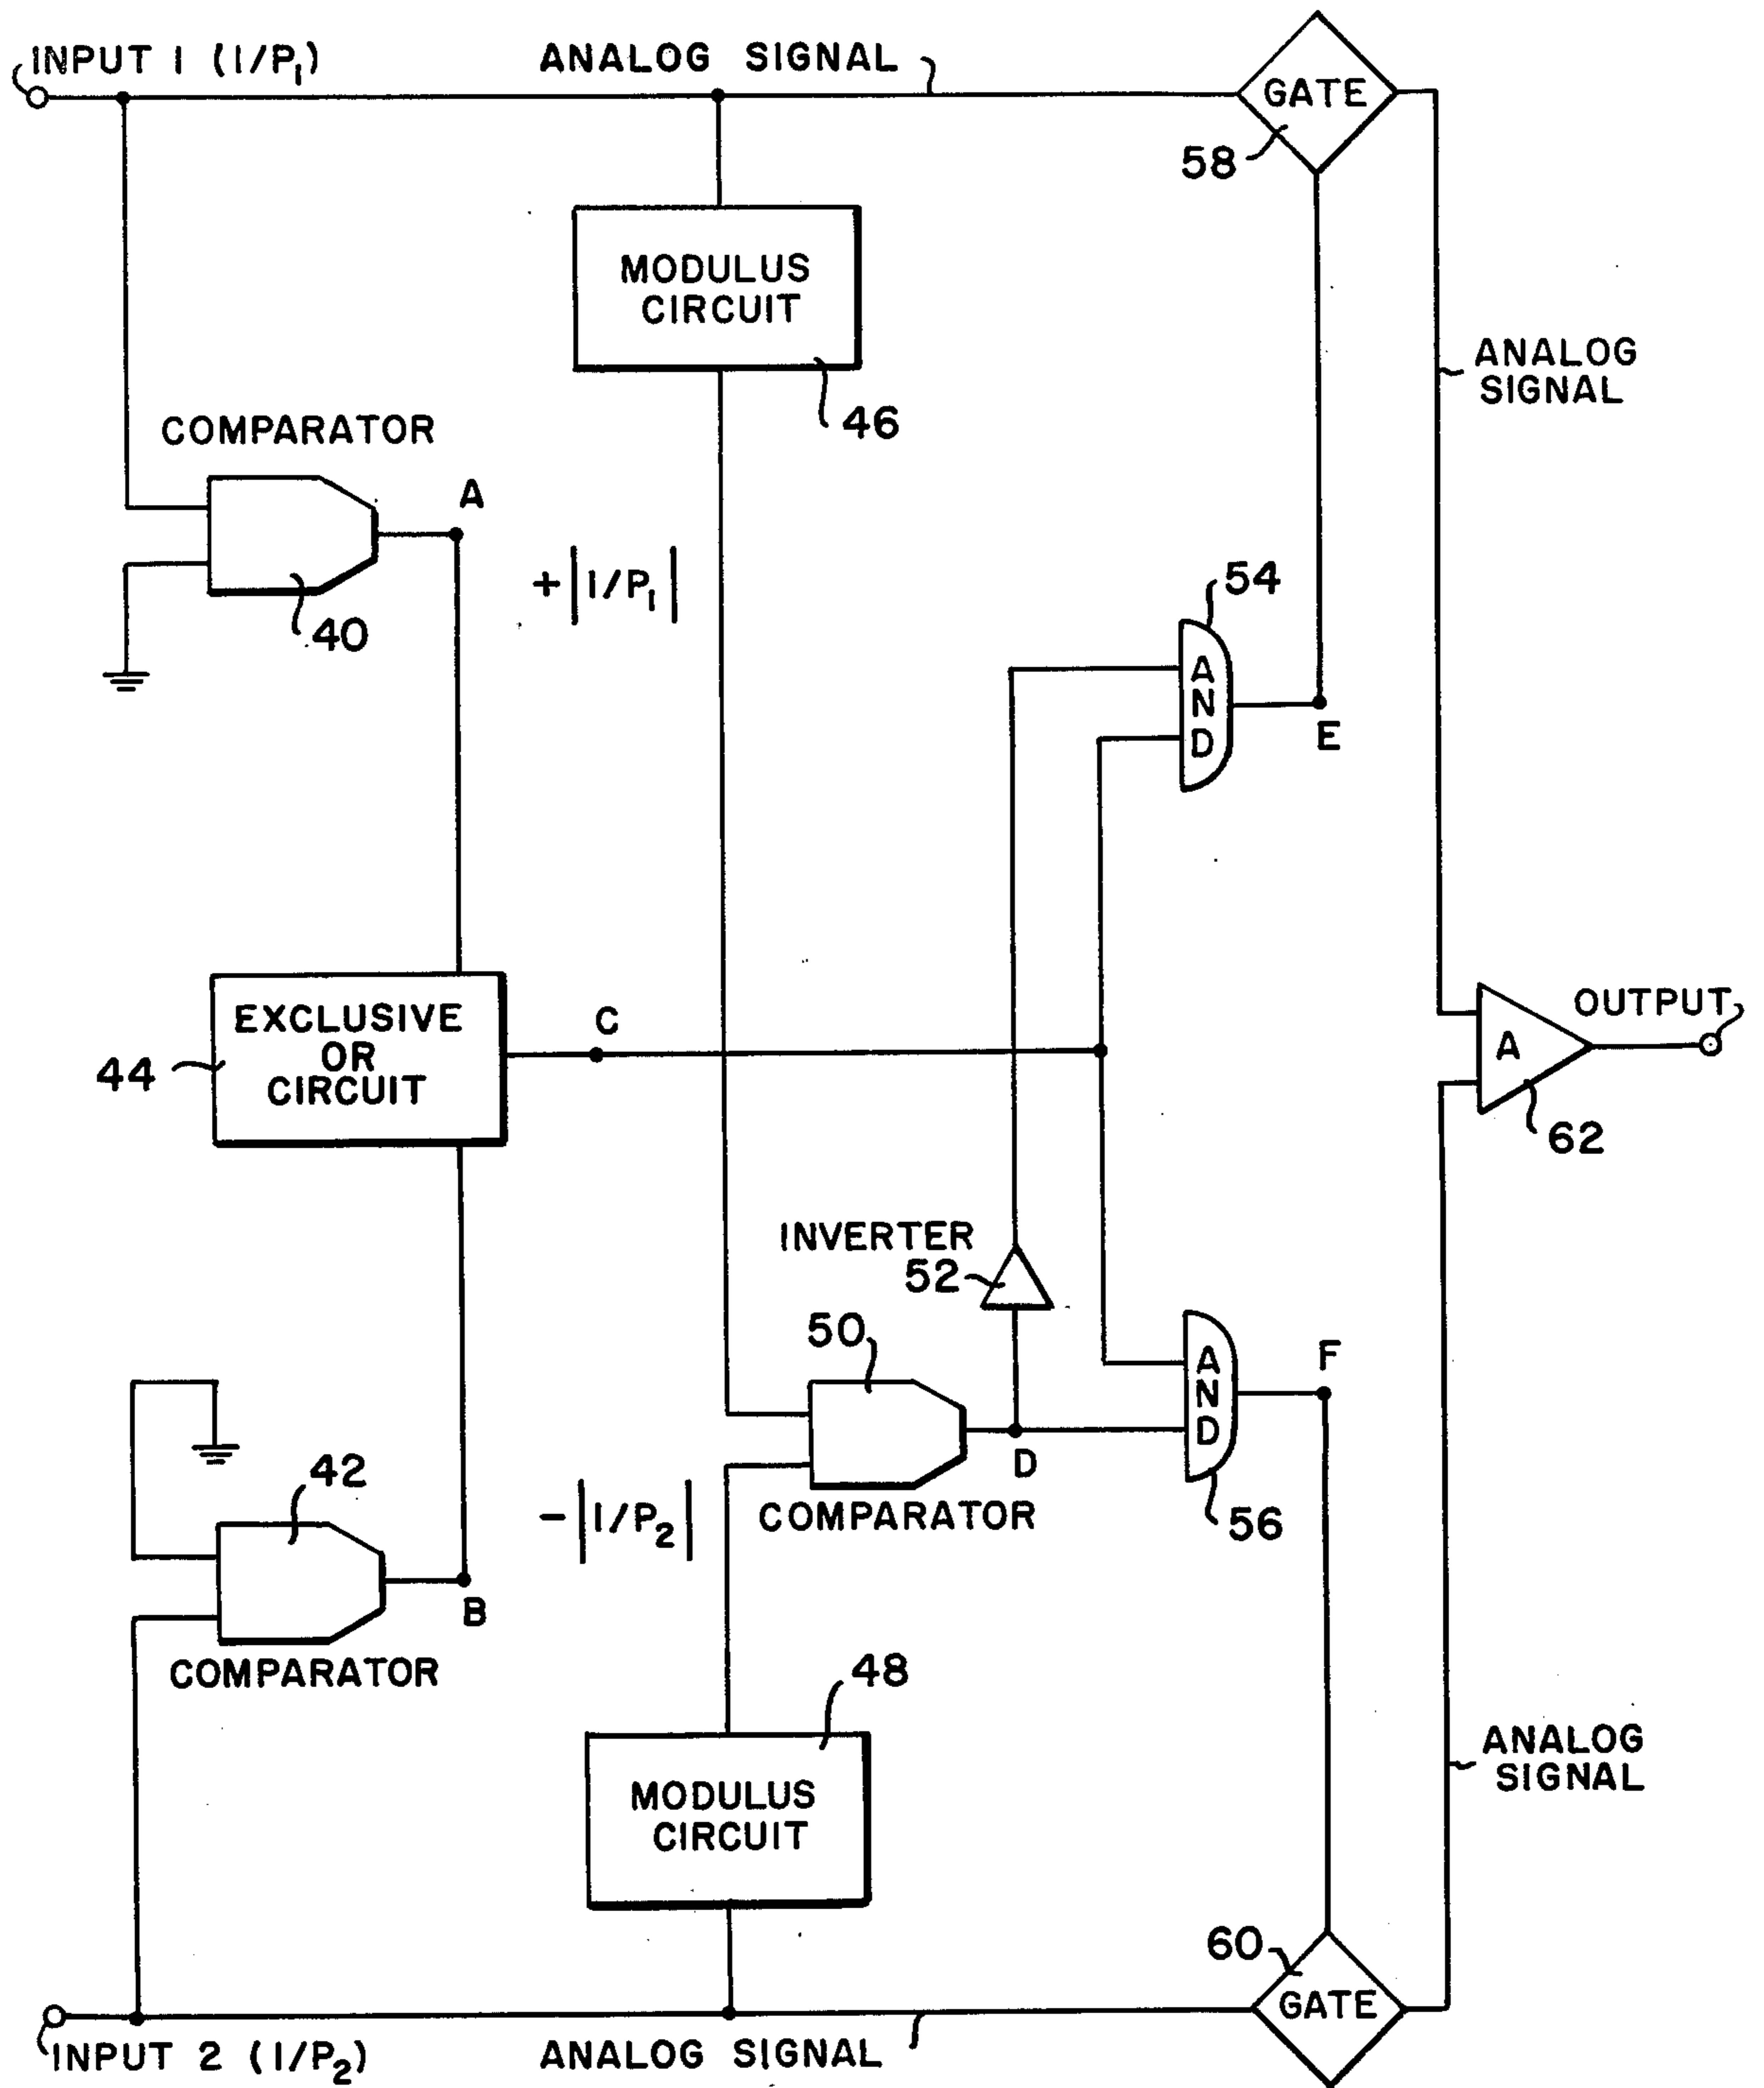 INPUT 1 (I/P₁)
ANALOG SIGNAL
GATE
58
MODULUS
CIRCUIT
46
ANALOG
SIGNAL
COMPARATOR
A
40
+|I/P₁|
54
AND
E
EXCLUSIVE
OR
CIRCUIT
44
C
OUTPUT
A
62
INVERTER
52
50
D
COMPARATOR
AND
F
56
42
B
COMPARATOR
-|I/P₂|
48
MODULUS
CIRCUIT
ANALOG
SIGNAL
60
GATE
INPUT 2 (I/P₂)
ANALOG SIGNAL